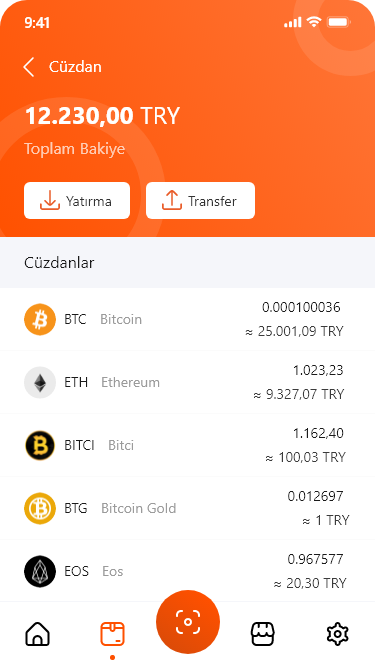 9:41
Cüzdan
12.230,00 TRY
Toplam Bakiye
Yatırma Transfer
Cüzdanlar
BTC Bitcoin 0.000100036
≈ 25.001,09 TRY
ETH Ethereum 1.023,23
≈ 9.327,07 TRY
BITCI Bitci 1.162,40
≈ 100,03 TRY
BTG Bitcoin Gold 0.012697
≈ 1 TRY
EOS Eos 0.967577
≈ 20,30 TRY